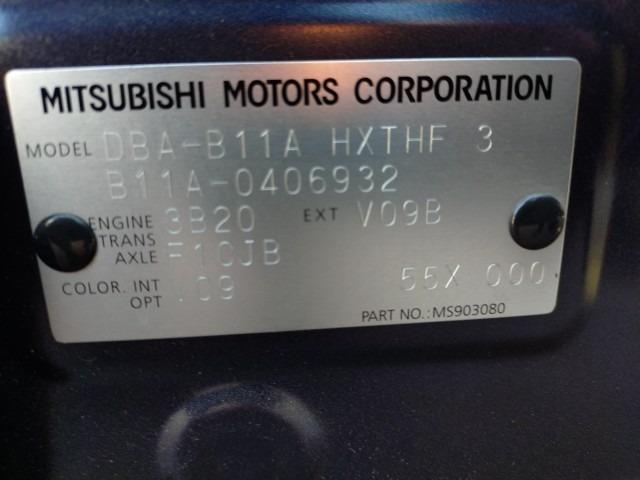 MITSUBISHI MOTORS CORPORATION
MODEL DBA-B11A HXTHF 3
B11A-0406932
ENGINE 3B20 EXT V09B
TRANS
AXLE F1CJB
COLOR. INT .09 55X 000
OPT
PART NO.:MS903080